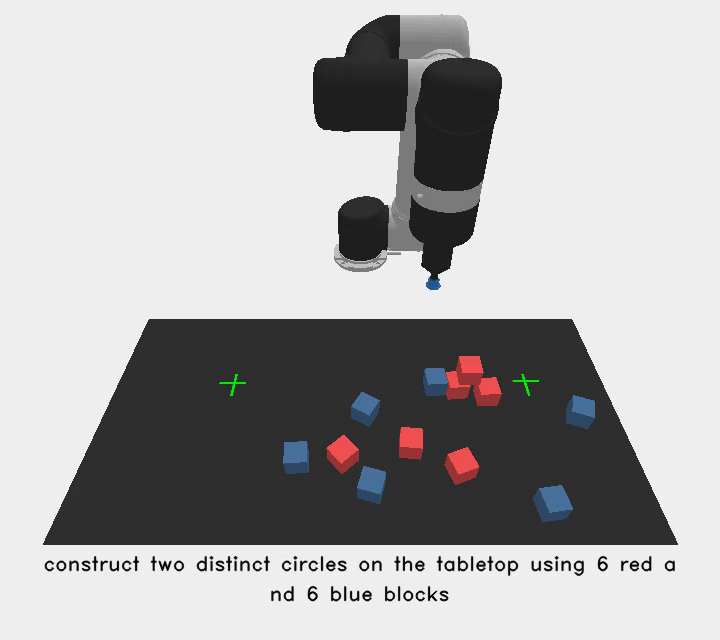 construct two distinct circles on the tabletop using 6 red a
nd 6 blue blocks